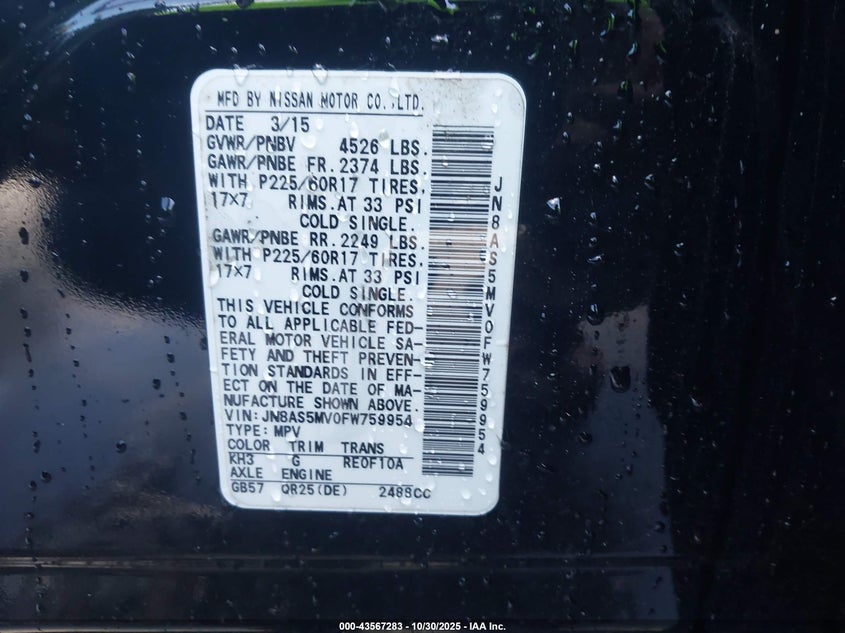 MFD BY NISSAN MOTOR CO.,LTD.
DATE 3/15
GVWR/PNBV 4526 LBS.
GAWR/PNBE FR. 2374 LBS.
WITH P225/60R17 TIRES,
17×7 RIMS.AT 33 PSI
COLD SINGLE.
GAWR/PNBE RR. 2249 LBS.
WITH P225/60R17 TIRES,
17×7 RIMS.AT 33 PSI
COLD SINGLE.
THIS VEHICLE CONFORMS
TO ALL APPLICABLE FED-
ERAL MOTOR VEHICLE SA-
FETY AND THEFT PREVEN-
TION STANDARDS IN EFF-
ECT ON THE DATE OF MA-
NUFACTURE SHOWN ABOVE.
VIN: JN8AS5MV0FW759954
TYPE: MPV
COLOR TRIM TRANS
KH3 G RE0F10A
AXLE ENGINE
GB57 QR25(DE) 2488CC
JN8AS5MV0FW759954
000-43567283 - 10/30/2025 - IAA Inc.